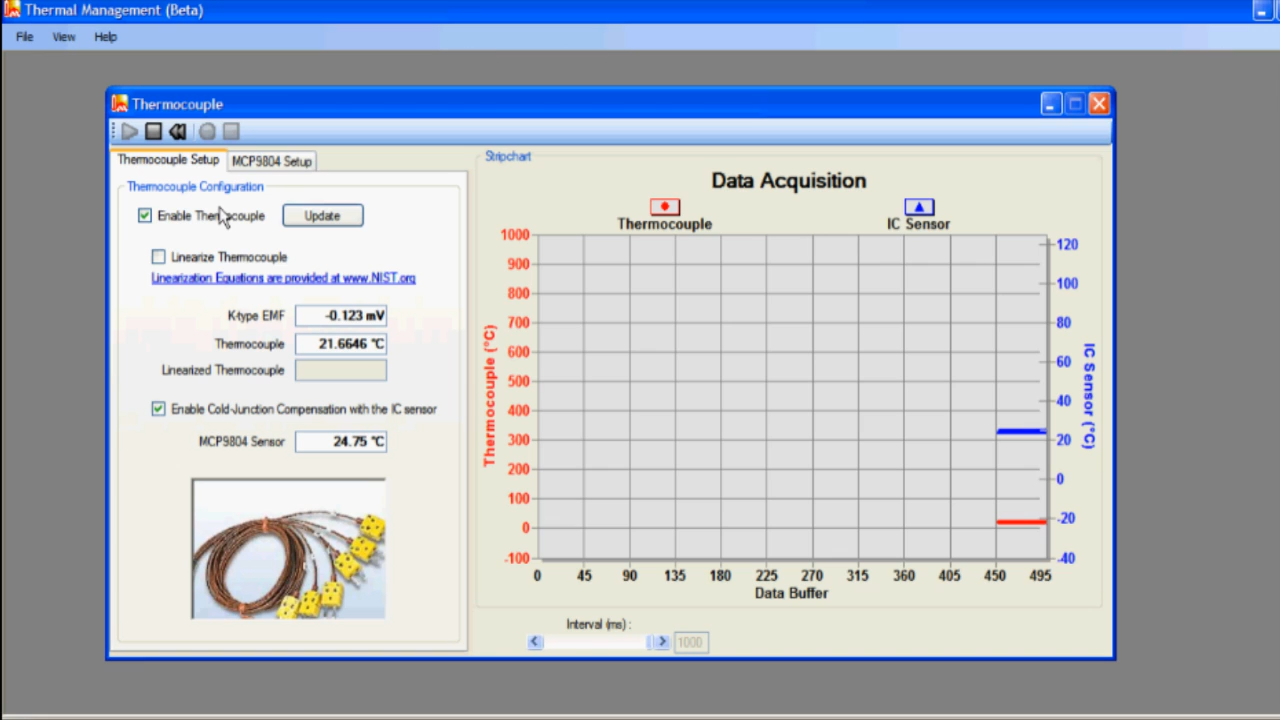 Thermal Management (Beta)
File View Help
Thermocouple
Thermocouple Setup MCP9804 Setup
Thermocouple Configuration
Enable Thermocouple Update
Linearize Thermocouple
Linearization Equations are provided at www.NIST.org
K-type EMF -0.123 mV
Thermocouple 21.6646 °C
Linearized Thermocouple
Enable Cold-Junction Compensation with the IC sensor
MCP9804 Sensor 24.75 °C
Stripchart
Data Acquisition
Thermocouple IC Sensor
Thermocouple (°C)
1000
900
800
700
600
500
400
300
200
100
0
-100
120
100
80
60
40
20
0
-20
-40
IC Sensor (°C)
0 45 90 135 180 225 270 315 360 405 450 495
Data Buffer
Interval (ms) :
1000